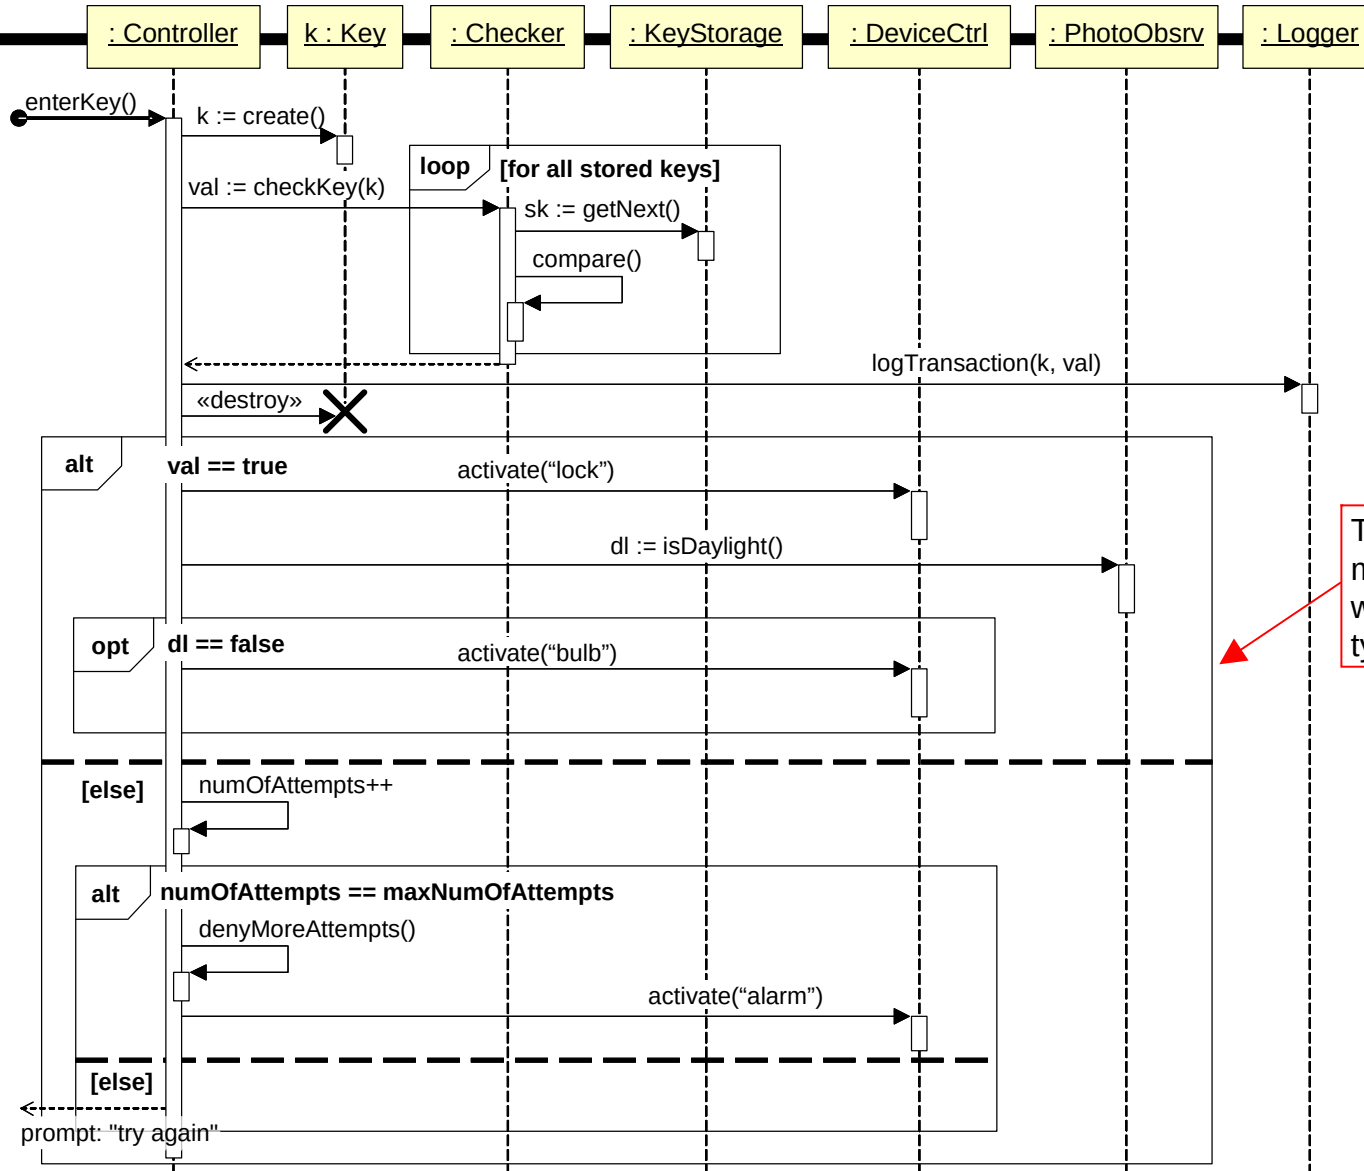 : Controller
k : Key
: Checker
: KeyStorage
: DeviceCtrl
: PhotoObsrv
: Logger
enterKey()
k := create()
loop
[for all stored keys]
val := checkKey(k)
sk := getNext()
compare()
logTransaction(k, val)
«destroy»
alt
val == true
activate(“lock”)
dl := isDaylight()
opt
dl == false
activate(“bulb”)
[else]
numOfAttempts++
alt
numOfAttempts == maxNumOfAttempts
denyMoreAttempts()
activate(“alarm”)
[else]
prompt: "try again"